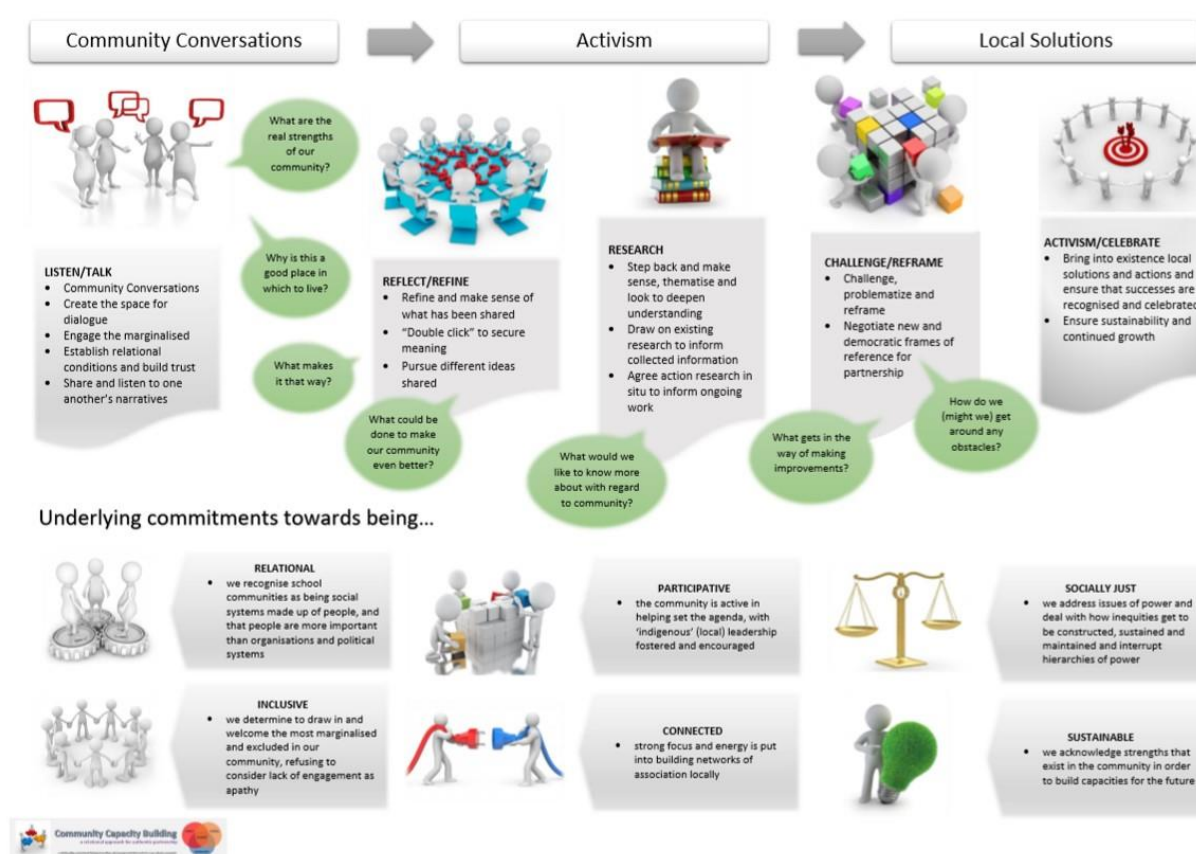 Community Conversations
Activism
Local Solutions
What are the
real strengths
of our
community?
Why is this a
good place in
which to live?
What makes
it that way?
LISTEN/TALK
• Community Conversations
• Create the space for
dialogue
• Engage the marginalised
• Establish relational
conditions and build trust
• Share and listen to one
another's narratives
REFLECT/REFINE
• Refine and make sense of
what has been shared
• "Double click" to secure
meaning
• Pursue different ideas
shared
What could be
done to make
our community
even better?
RESEARCH
• Step back and make
sense, thematise and
look to deepen
understanding
• Draw on existing
research to inform
collected information
• Agree action research in
situ to inform ongoing
work
What would we
like to know more
about with regard
to community?
CHALLENGE/REFRAME
• Challenge,
problematize and
reframe
• Negotiate new and
democratic frames of
reference for
partnership
What gets in the
way of making
improvements?
How do we
(might we) get
around any
obstacles?
ACTIVISM/CELEBRATE
• Bring into existence local
solutions and actions and
ensure that successes are
recognised and celebrated
• Ensure sustainability and
continued growth
Underlying commitments towards being...
RELATIONAL
• we recognise school
communities as being social
systems made up of people, and
that people are more important
than organisations and political
systems
PARTICIPATIVE
• the community is active in
helping set the agenda, with
'indigenous' (local) leadership
fostered and encouraged
SOCIALLY JUST
• we address issues of power and
deal with how inequities get to
be constructed, sustained and
maintained and interrupt
hierarchies of power
INCLUSIVE
• we determine to draw in and
welcome the most marginalised
and excluded in our
community, refusing to
consider lack of engagement as
apathy
CONNECTED
• strong focus and energy is put
into building networks of
association locally
SUSTAINABLE
• we acknowledge strengths that
exist in the community in order
to build capacities for the future
Community Capacity Building